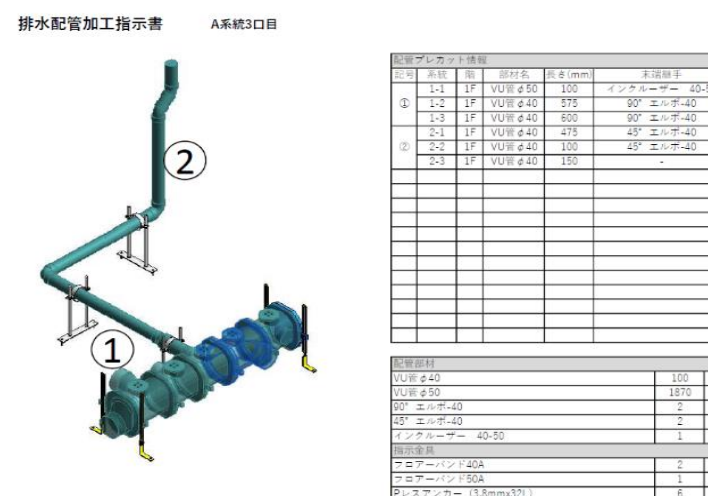 排水配管加工指示書 A系統3口目
配管プレカット情報
記号 系統 階 部材名 長さ(mm) 末端継手
1-1 1F VU管φ50 100 インクルーザー 40-5
① 1-2 1F VU管φ40 575 90° エルボ-40
1-3 1F VU管φ40 600 90° エルボ-40
2-1 1F VU管φ40 475 45° エルボ-40
② 2-2 1F VU管φ40 100 45° エルボ-40
2-3 1F VU管φ40 150 -
②
①
配管部材
VU管φ40 100
VU管φ50 1870
90° エルボ-40 2
45° エルボ-40 2
インクルーザー 40-50 1
指示金具
フロアーバンド40A 2
フロアーバンド50A 1
Pレスアンカー (3.8mmx32L) 6